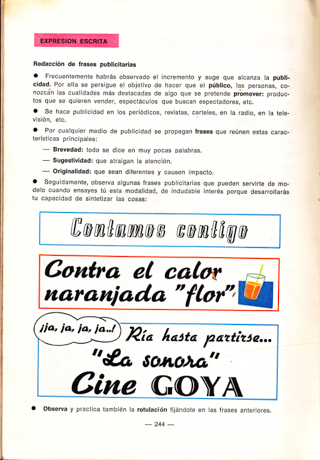 EXPRESION ESCRITA
Redacción de frases publicitarias
● Frecuentemente habrás observado el incremento y auge que alcanza la publi-
cidad. Por ella se persigue el objetivo de hacer que el público, las personas, co-
nozcan las cualidades más destacadas de algo que se pretende promover: produc-
tos que se quieren vender, espectáculos que buscan espectadores, etc.
● Se hace publicidad en los periódicos, revistas, carteles, en la radio, en la tele-
visión, etc.
● Por cualquier medio de publicidad se propagan frases que reúnen estas carac-
terísticas principales:
— Brevedad: todo se dice en muy pocas palabras.
— Sugestividad: que atraigan la atención.
— Originalidad: que sean diferentes y causen impacto.
● Seguidamente, observa algunas frases publicitarias que pueden servirte de mo-
delo cuando ensayes tú esta modalidad, de indudable interés porque desarrollarás
tu capacidad de sintetizar las cosas:
Contamos contigo
Contra el calor
naranjada "flor"
¡ja, ja, ja, ja..!
Ría hasta partirse...
"La sonora"
Cine GOYA
● Observa y practica también la rotulación fijándote en las frases anteriores.
— 244 —